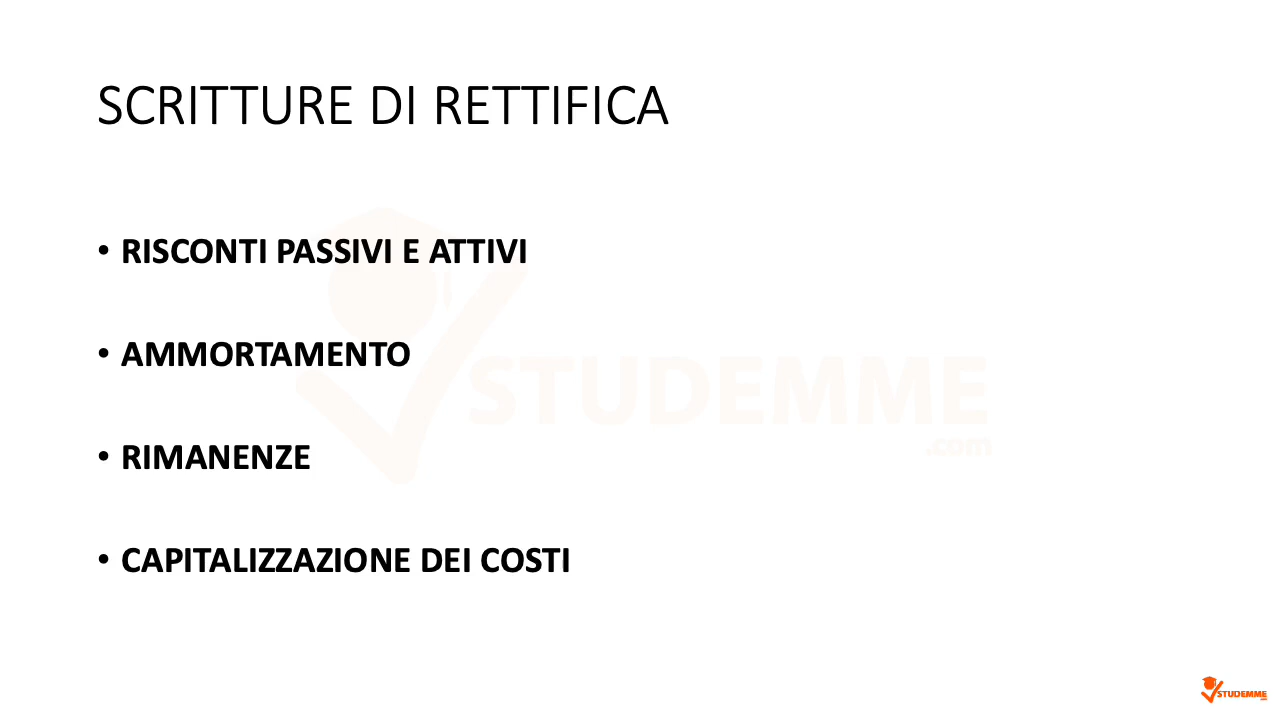 SCRITTURE DI RETTIFICA
• RISCONTI PASSIVI E ATTIVI
• AMMORTAMENTO
• RIMANENZE
• CAPITALIZZAZIONE DEI COSTI
STUDEMME
.com
STUDEMME